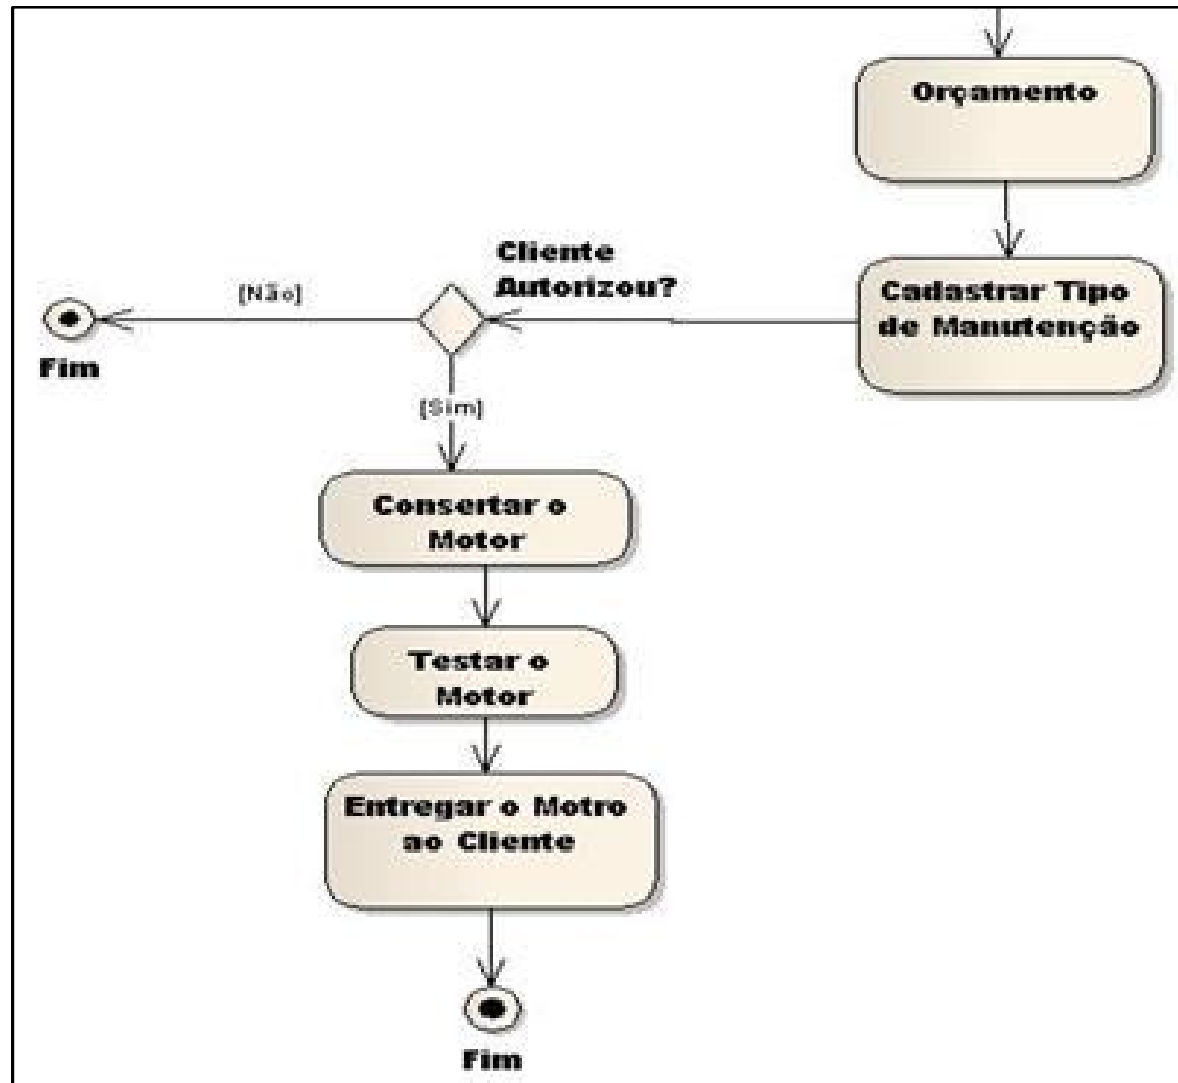 Orçamento
Cadastrar Tipo
de Manutenção
Cliente
Autorizou?
[Não]
Fim
[Sim]
Consertar o
Motor
Testar o
Motor
Entregar o Motro
ao Cliente
Fim